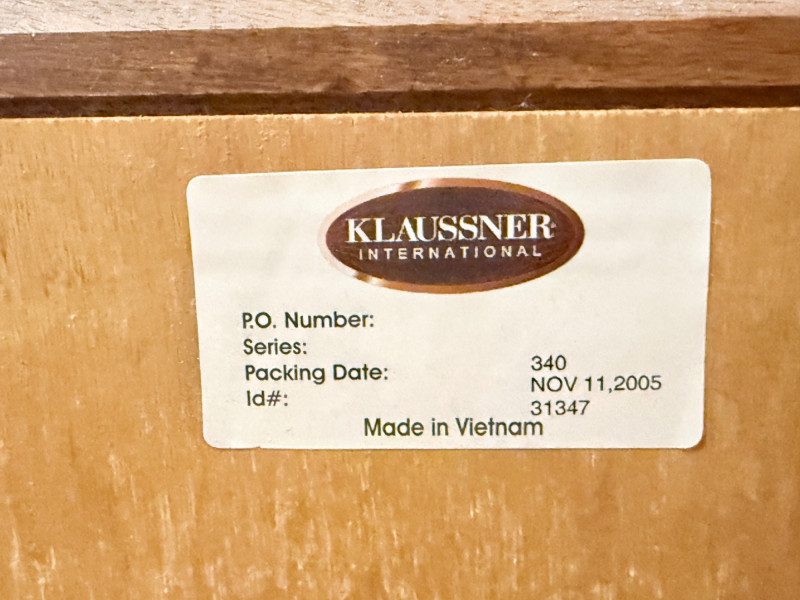 KLAUSSNER
INTERNATIONAL
P.O. Number:
Series:
340
Packing Date:
NOV 11,2005
Id#:
31347
Made in Vietnam